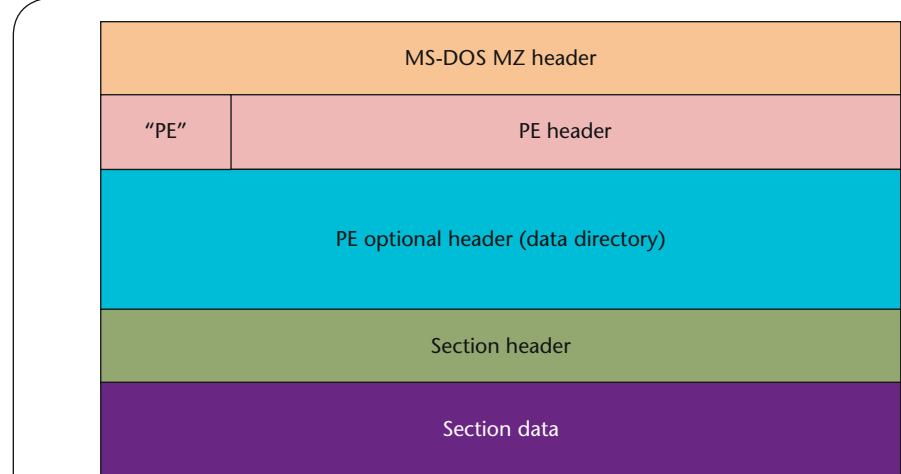 MS-DOS MZ header
“PE” PE header
PE optional header (data directory)
Section header
Section data